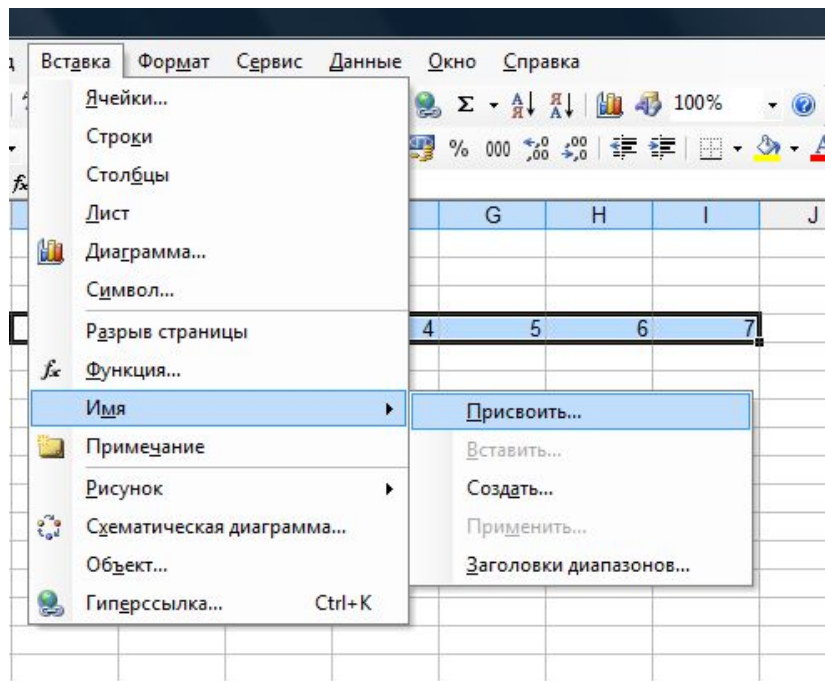 Вставка Формат Сервис Данные Окно Справка
Ячейки...
Строки
Столбцы
Лист
Диаграмма...
Символ...
Разрыв страницы
Функция...
Имя
Примечание
Рисунок
Схематическая диаграмма...
Объект...
Гиперссылка... Ctrl+K
Присвоить...
Вставить...
Создать...
Применить...
Заголовки диапазонов...
100%
% 000
G H I J
4 5 6 7